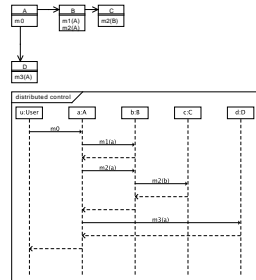 A B C
m0 m1(A) m2(B)
m2(A)
D
m3(A)
distributed control
u:User a:A b:B c:C d:D
m0
m1(a)
m2(a)
m2(b)
m3(a)